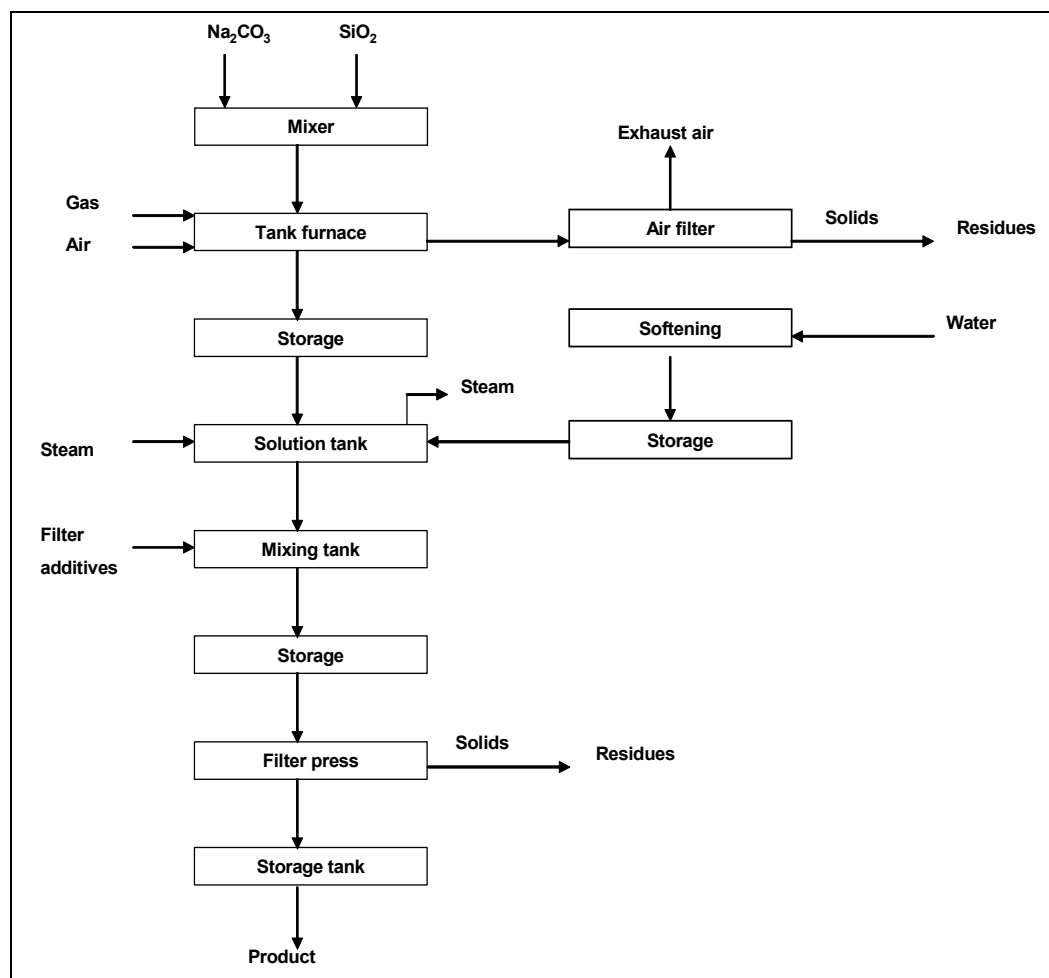 Na₂CO₃
SiO₂
Mixer
Exhaust air
Gas
Air
Tank furnace
Air filter
Solids
Residues
Storage
Softening
Water
Steam
Steam
Solution tank
Storage
Filter
additives
Mixing tank
Storage
Filter press
Solids
Residues
Storage tank
Product